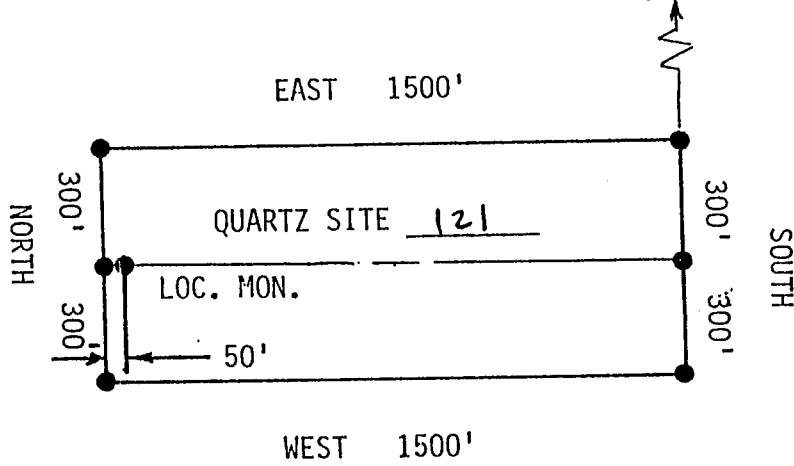 EAST 1500'
300'
300'
NORTH
QUARTZ SITE 121
SOUTH
LOC. MON.
300'
300'
50'
WEST 1500'